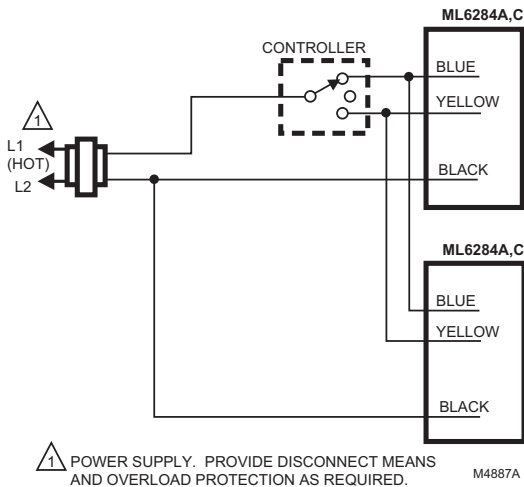 ML6284A,C
CONTROLLER
BLUE
YELLOW
1
L1
(HOT)
L2
BLACK
ML6284A,C
BLUE
YELLOW
BLACK
1 POWER SUPPLY. PROVIDE DISCONNECT MEANS
AND OVERLOAD PROTECTION AS REQUIRED.
M4887A